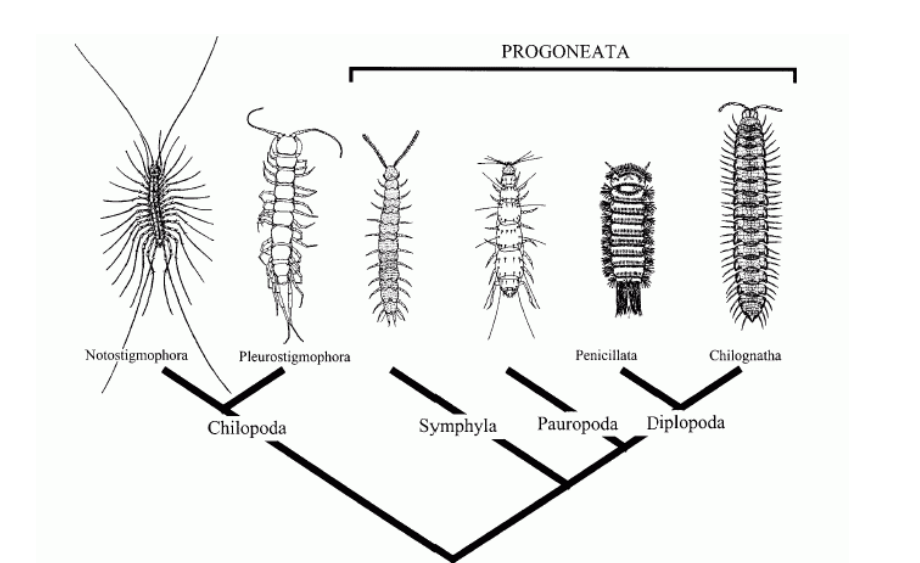 PROGONEATA
Notostigmophora
Pleurostigmophora
Penicillata
Chilognatha
Chilopoda
Symphyla
Pauropoda
Diplopoda